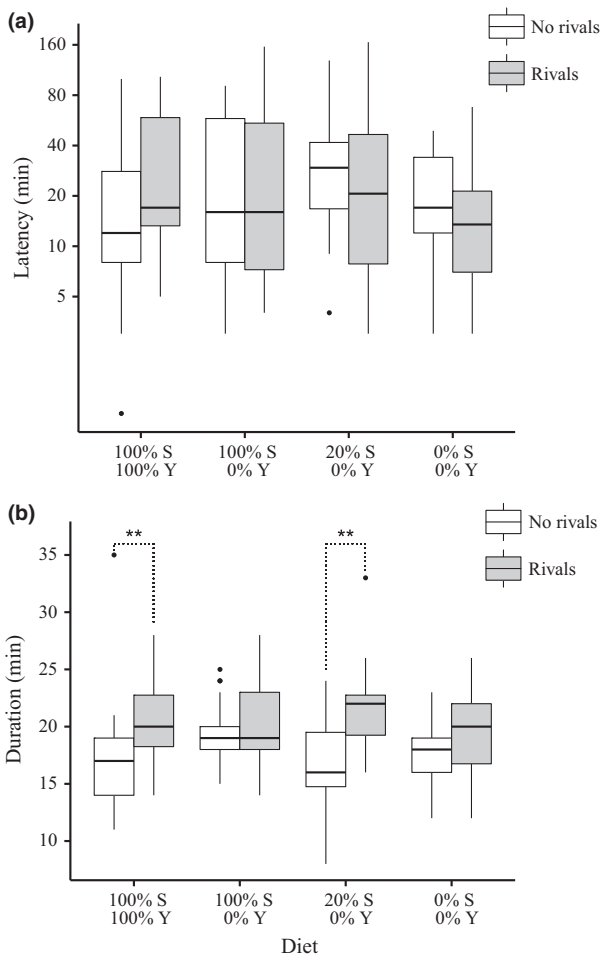 (a)
No rivals
Rivals
160
80
40
20
10
5
Latency (min)
100% S 100% S 20% S 0% S
100% Y 0% Y 0% Y 0% Y
(b)
No rivals
Rivals
** **
35
30
25
20
15
10
Duration (min)
100% S 100% S 20% S 0% S
100% Y 0% Y 0% Y 0% Y
Diet